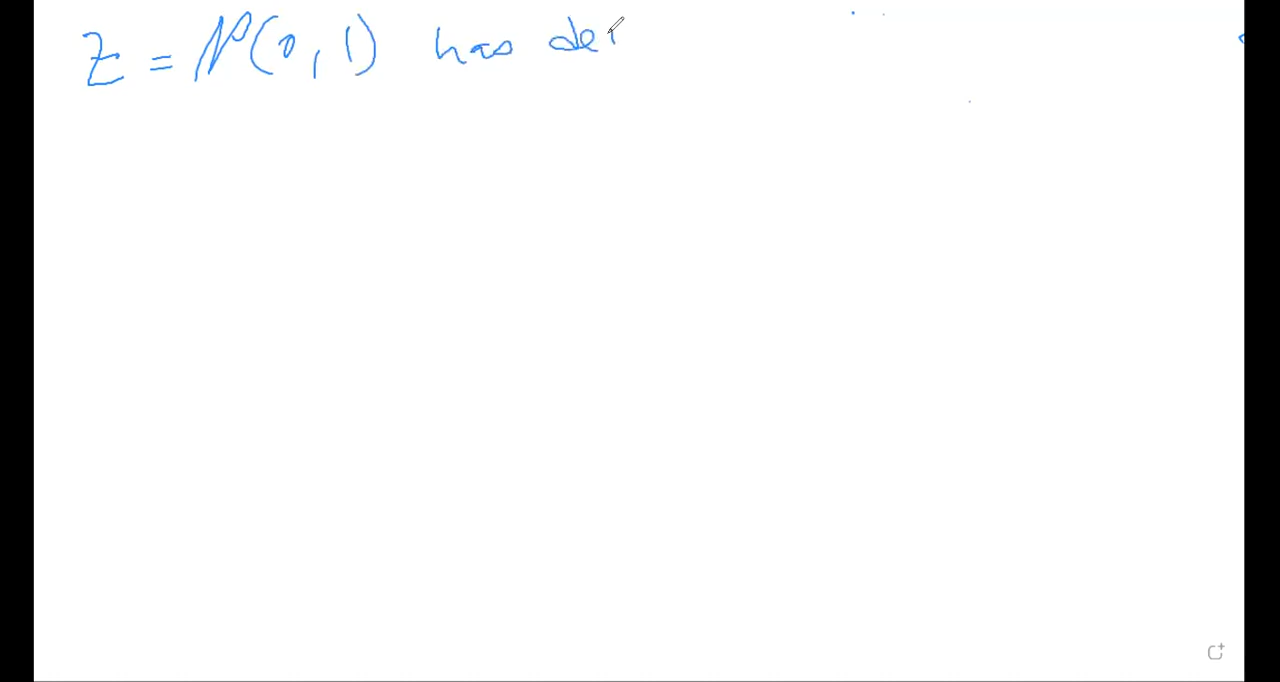 Z = N(0, 1) has de